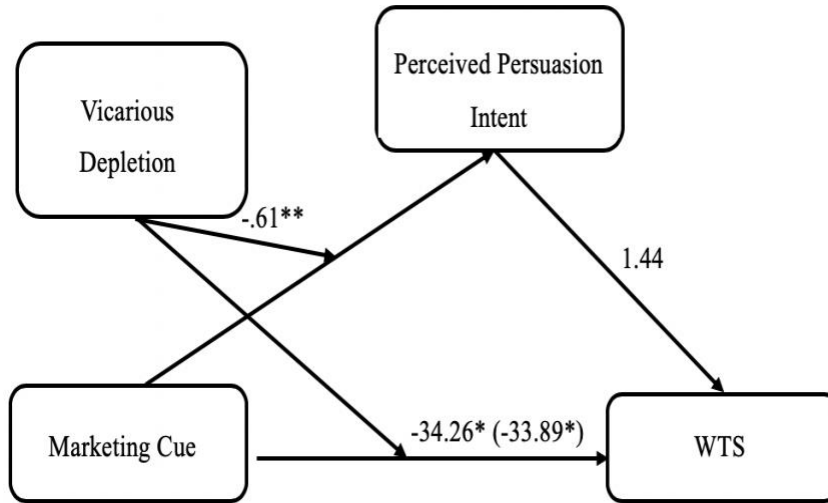 Perceived Persuasion
Intent
Vicarious
Depletion
-.61**
1.44
-34.26* (-33.89*)
Marketing Cue
WTS